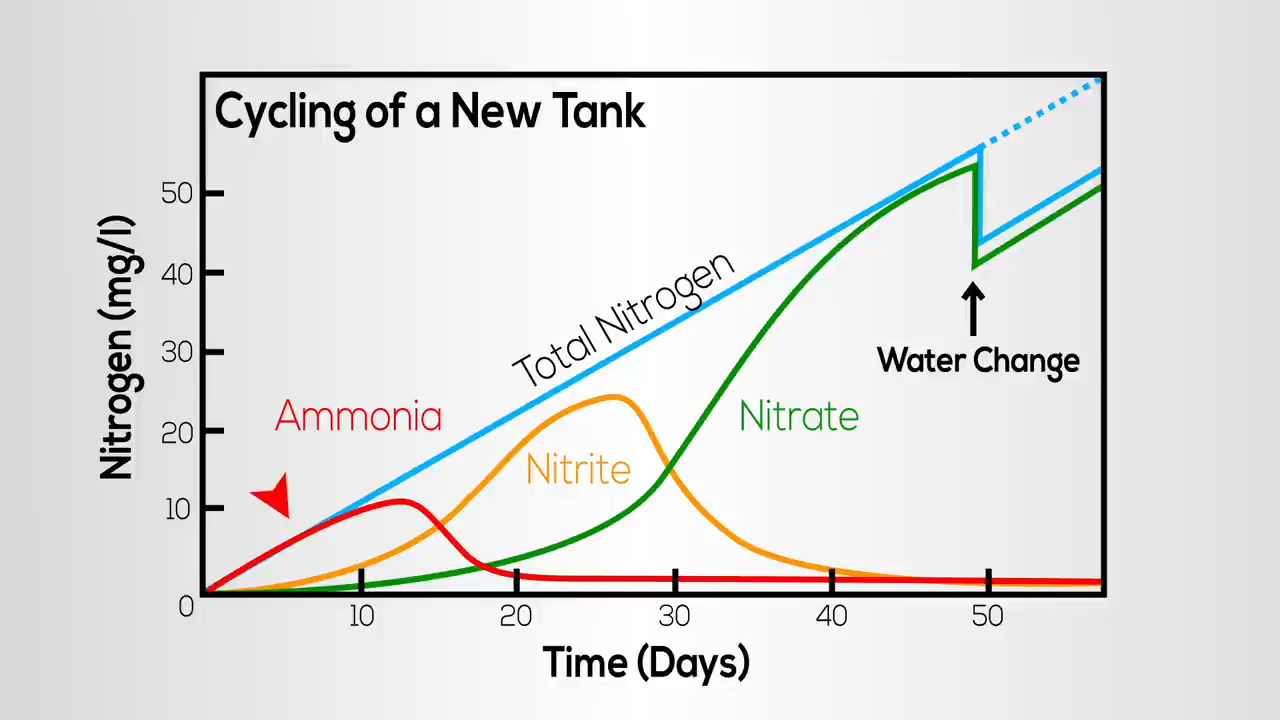 Cycling of a New Tank
Nitrogen (mg/l)
50
40
30
20
10
0
Total Nitrogen
Ammonia
Nitrite
Nitrate
Water Change
10
20
30
40
50
Time (Days)